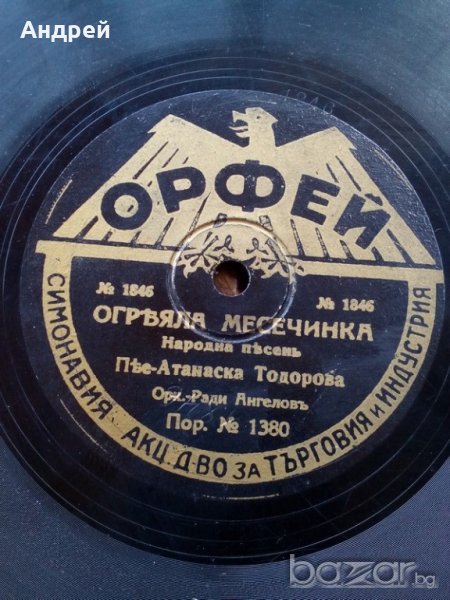 Андрей
ОРФЕЙ
№ 1846 № 1846
ОГРѢЯЛА МЕСЕЧИНКА
Народна пѣсень
Пѣе-Атанаска Тодорова
Орк.-Ради Ангеловъ
Пор. № 1380
СИМОНАВИЯ АКЦ. Д-ВО ЗА ТЪРГОВИЯ и ИНДУСТРИЯ
bazar.bg